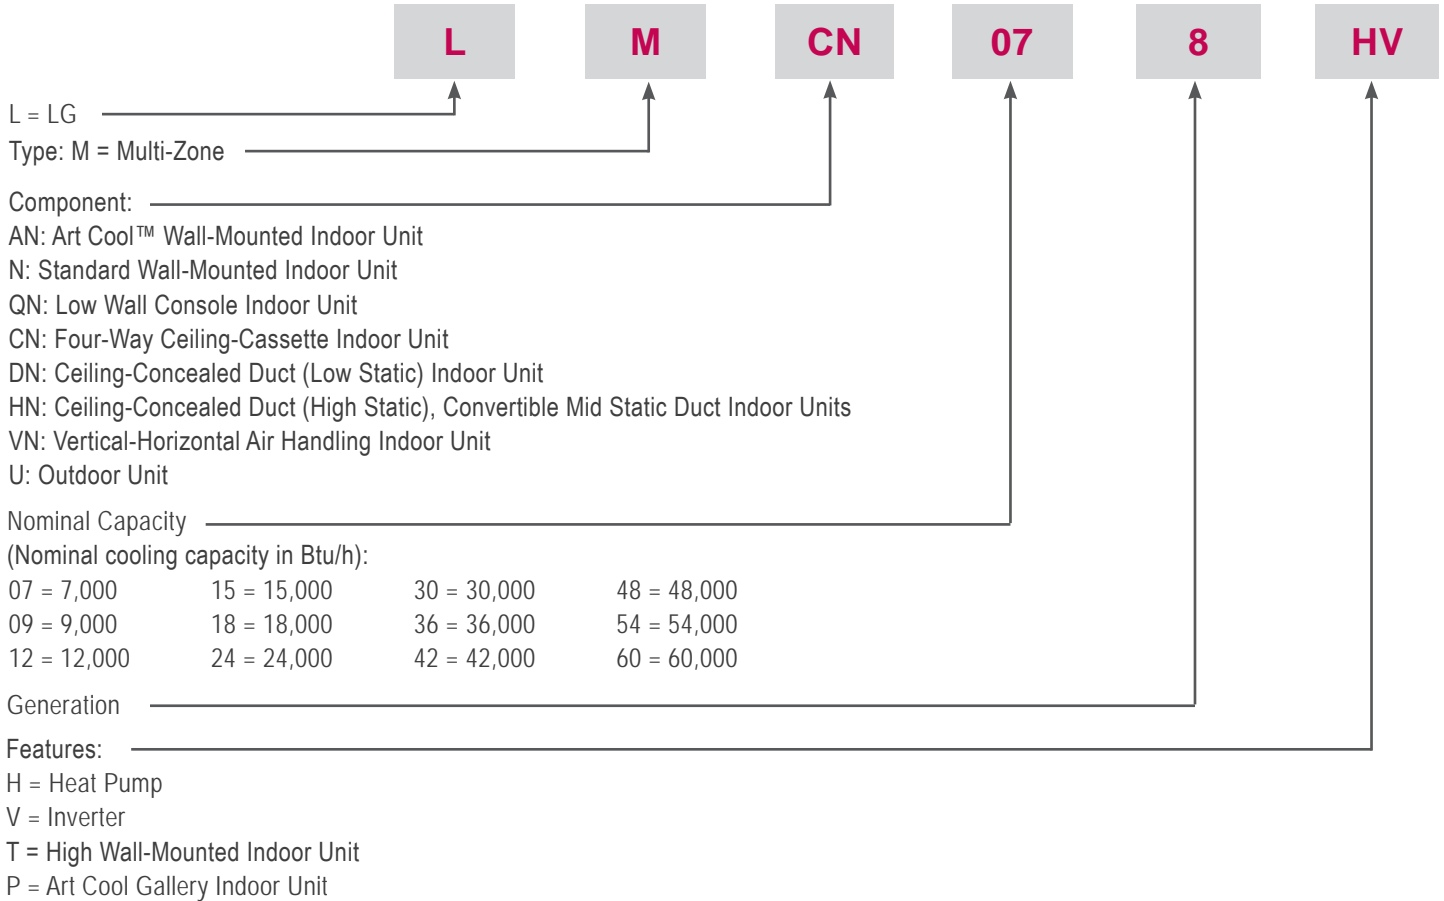 L M CN 07 8 HV
L = LG
Type: M = Multi-Zone
Component:
AN: Art Cool™ Wall-Mounted Indoor Unit
N: Standard Wall-Mounted Indoor Unit
QN: Low Wall Console Indoor Unit
CN: Four-Way Ceiling-Cassette Indoor Unit
DN: Ceiling-Concealed Duct (Low Static) Indoor Unit
HN: Ceiling-Concealed Duct (High Static), Convertible Mid Static Duct Indoor Units
VN: Vertical-Horizontal Air Handling Indoor Unit
U: Outdoor Unit
Nominal Capacity
(Nominal cooling capacity in Btu/h):
07 = 7,000 15 = 15,000 30 = 30,000 48 = 48,000
09 = 9,000 18 = 18,000 36 = 36,000 54 = 54,000
12 = 12,000 24 = 24,000 42 = 42,000 60 = 60,000
Generation
Features:
H = Heat Pump
V = Inverter
T = High Wall-Mounted Indoor Unit
P = Art Cool Gallery Indoor Unit